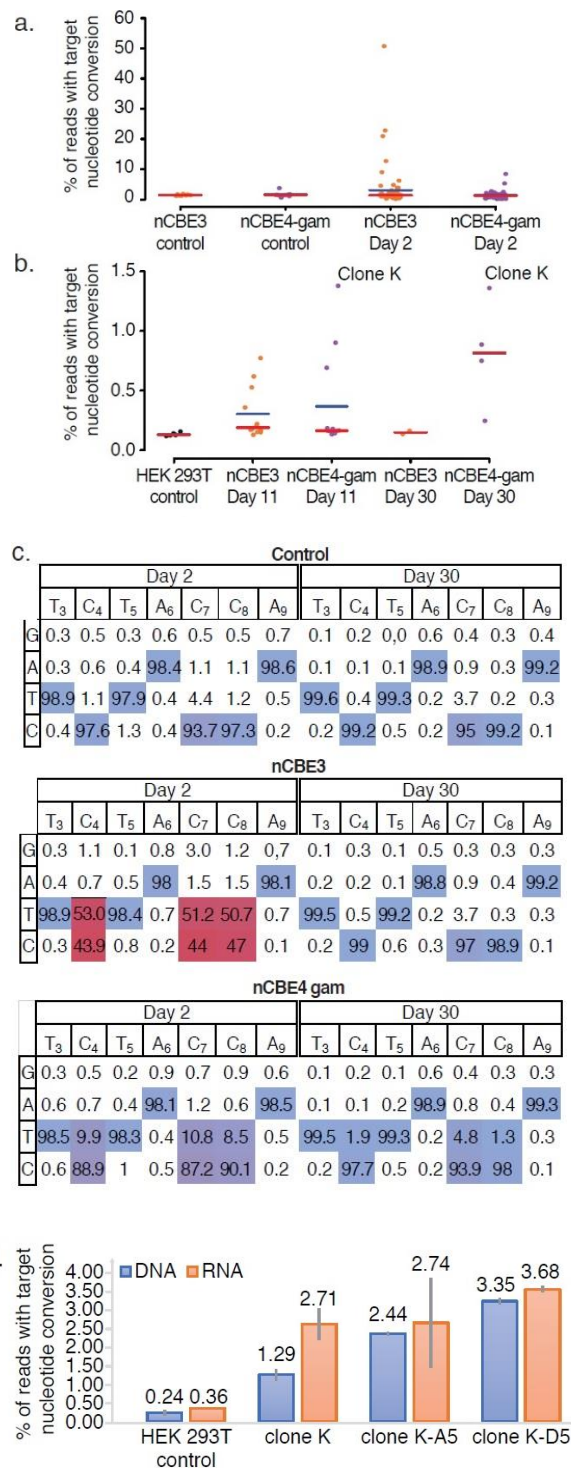 a.
% of reads with target
nucleotide conversion
60
50
40
30
20
10
0
nCBE3 nCBE4-gam nCBE3 nCBE4-gam
control control Day 2 Day 2
b.
% of reads with target
nucleotide conversion
Clone K Clone K
1.5
1.0
0.5
0.0
HEK 293T nCBE3 nCBE4-gam nCBE3 nCBE4-gam
control Day 11 Day 11 Day 30 Day 30
c.
Control
Day 2 Day 30
T3 C4 T5 A6 C7 C8 A9 T3 C4 T5 A6 C7 C8 A9
G 0.3 0.5 0.3 0.6 0.5 0.5 0.7 0.1 0.2 0,0 0.6 0.4 0.3 0.4
A 0.3 0.6 0.4 98.4 1.1 1.1 98.6 0.1 0.1 0.1 98.9 0.9 0.3 99.2
T 98.9 1.1 97.9 0.4 4.4 1.2 0.5 99.6 0.4 99.3 0.2 3.7 0.2 0.3
C 0.4 97.6 1.3 0.4 93.7 97.3 0.2 0.2 99.2 0.5 0.2 95 99.2 0.1
nCBE3
Day 2 Day 30
T3 C4 T5 A6 C7 C8 A9 T3 C4 T5 A6 C7 C8 A9
G 0.3 1.1 0.1 0.8 3.0 1.2 0,7 0.1 0.3 0.1 0.5 0.3 0.3 0.3
A 0.4 0.7 0.5 98 1.5 1.5 98.1 0.2 0.2 0.1 98.8 0.9 0.4 99.2
T 98.9 53.0 98.4 0.7 51.2 50.7 0.7 99.5 0.5 99.2 0.2 3.7 0.3 0.3
C 0.3 43.9 0.8 0.2 44 47 0.1 0.2 99 0.6 0.3 97 98.9 0.1
nCBE4 gam
Day 2 Day 30
T3 C4 T5 A6 C7 C8 A9 T3 C4 T5 A6 C7 C8 A9
G 0.3 0.5 0.2 0.9 0.7 0.9 0.6 0.1 0.2 0.1 0.6 0.4 0.3 0.3
A 0.6 0.7 0.4 98.1 1.2 0.6 98.5 0.1 0.1 0.2 98.9 0.8 0.4 99.3
T 98.5 9.9 98.3 0.4 10.8 8.5 0.5 99.5 1.9 99.3 0.2 4.8 1.3 0.3
C 0.6 88.9 1 0.5 87.2 90.1 0.2 0.2 97.7 0.5 0.2 93.9 98 0.1
% of reads with target
nucleotide conversion
DNA RNA
4.00
3.50
3.00
2.50
2.00
1.50
1.00
0.50
0.00
0.24 0.36 1.29 2.71 2.44 2.74 3.35 3.68
HEK 293T clone K clone K-A5 clone K-D5
control